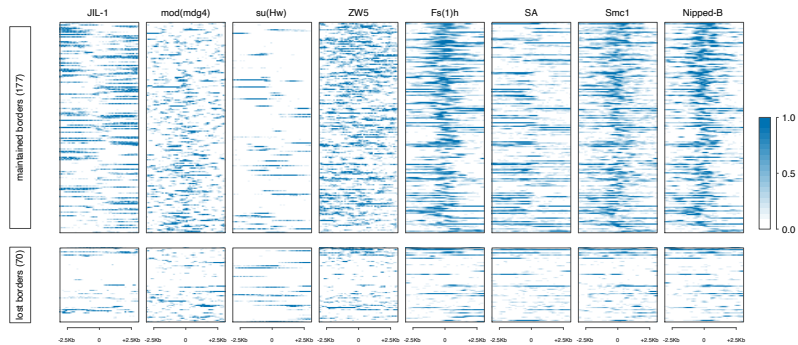 JIL-1 mod(mdg4) su(Hw) ZW5 Fs(1)h SA Smc1 Nipped-B
maintained borders (177)
1.0
0.5
0.0
lost borders (70)
-2.5Kb 0 +2.5Kb -2.5Kb 0 +2.5Kb -2.5Kb 0 +2.5Kb -2.5Kb 0 +2.5Kb -2.5Kb 0 +2.5Kb -2.5Kb 0 +2.5Kb -2.5Kb 0 +2.5Kb -2.5Kb 0 +2.5Kb